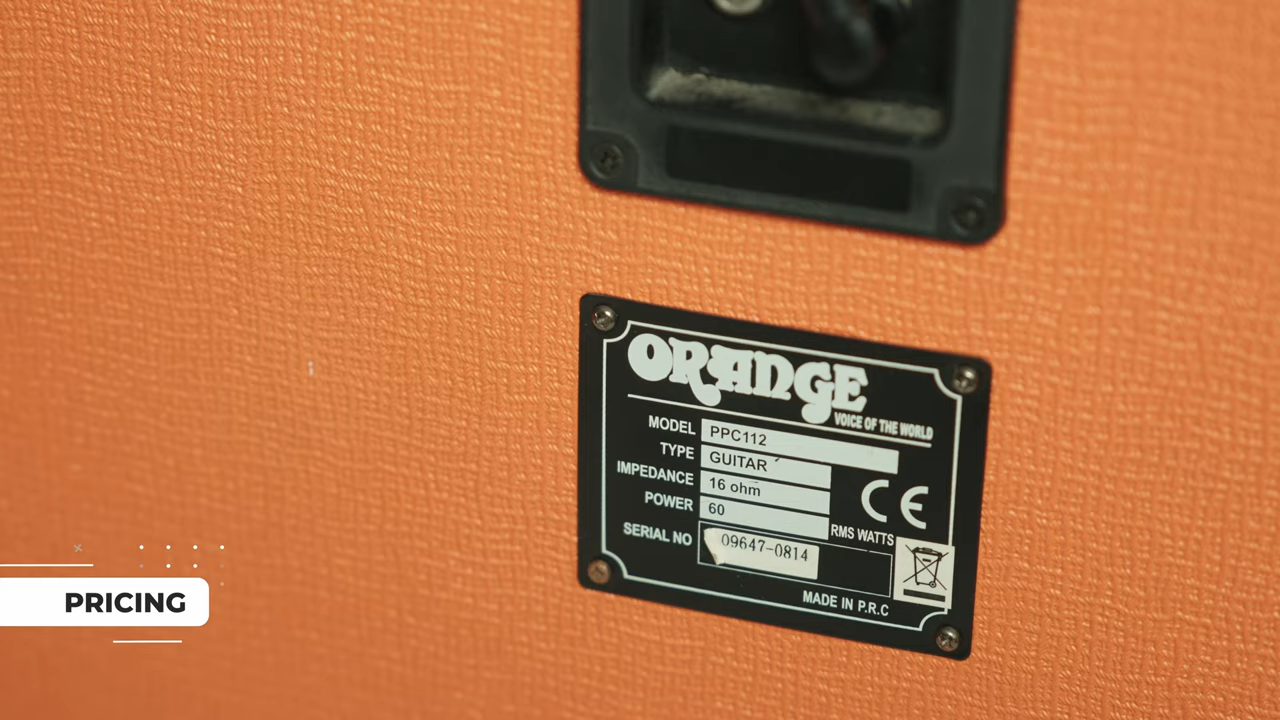 ORANGE
VOICE OF THE WORLD
MODEL PPC112
TYPE GUITAR
IMPEDANCE 16 ohm
POWER 60
RMS WATTS
SERIAL NO 09647-0814
MADE IN P.R.C
CE
PRICING